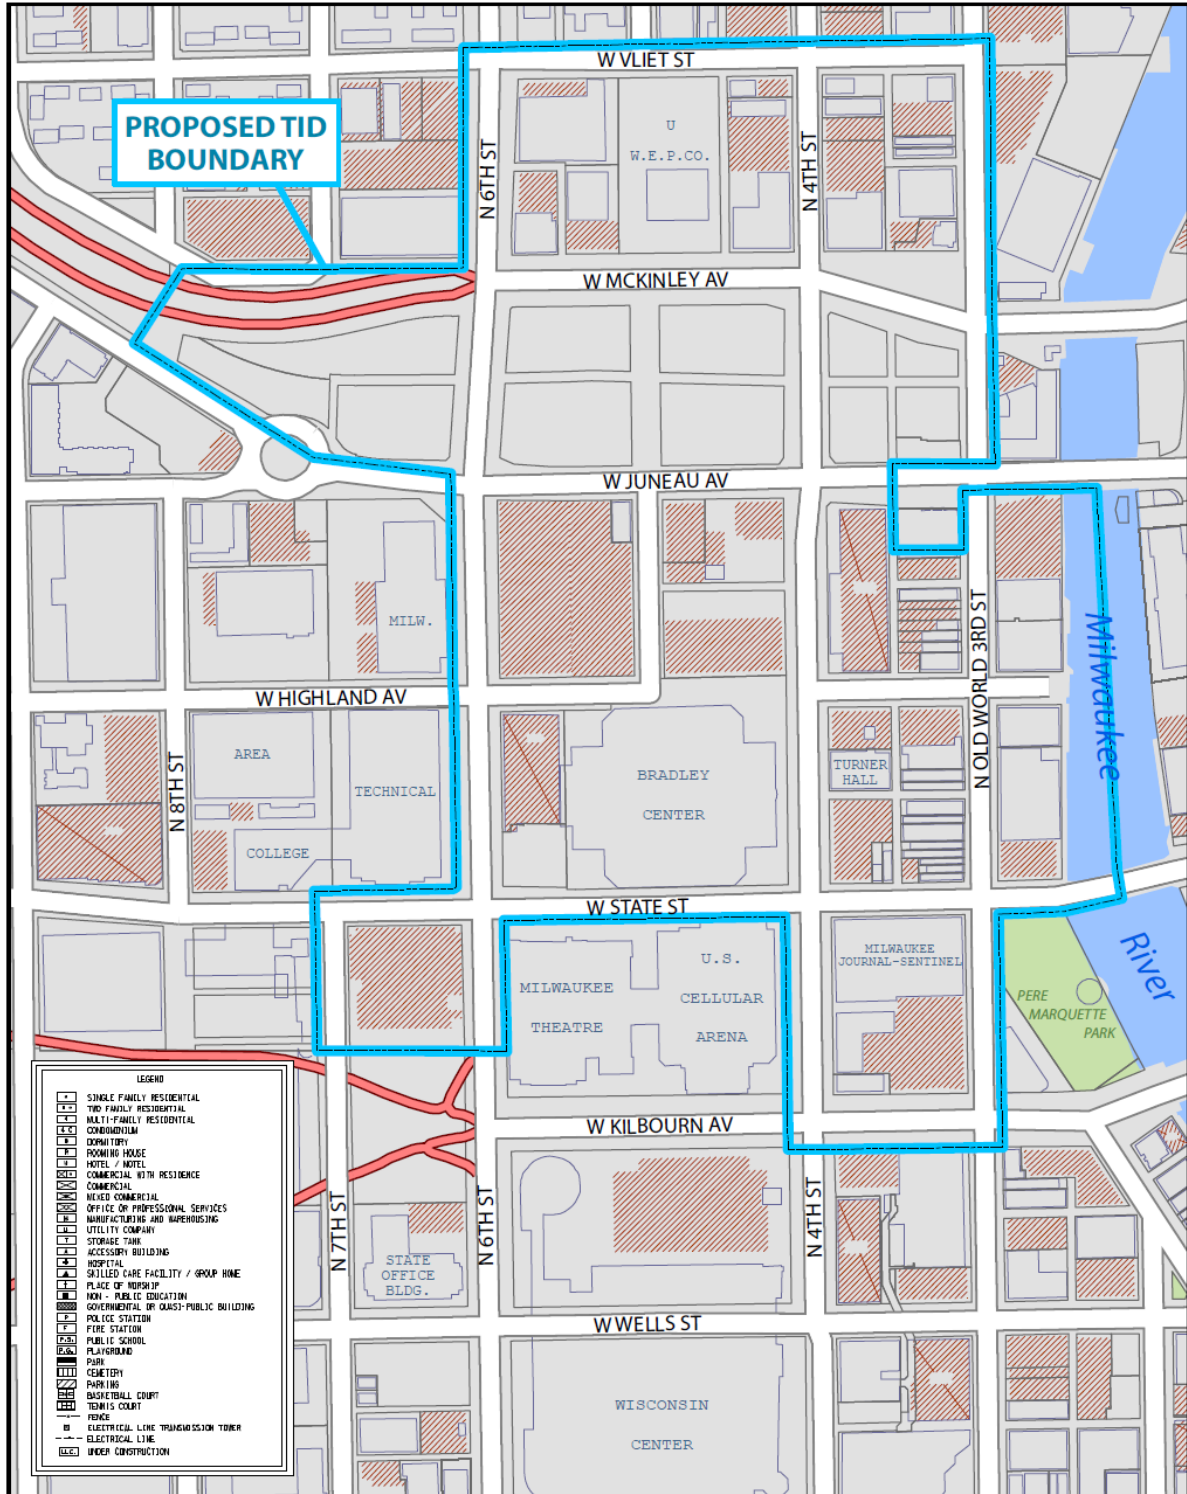 W VLIET ST
PROPOSED TID
BOUNDARY
U
W.E.P.CO.
N 6TH ST
N 4TH ST
W MCKINLEY AV
W JUNEAU AV
MILW.
N OLD WORLD 3RD ST
Milwaukee
W HIGHLAND AV
N 8TH ST
AREA
TECHNICAL
COLLEGE
BRADLEY
CENTER
TURNER
HALL
W STATE ST
MILWAUKEE
THEATRE
U.S.
CELLULAR
ARENA
MILWAUKEE
JOURNAL-SENTINEL
River
PERE
MARQUETTE
PARK
W KILBOURN AV
N 7TH ST
N 6TH ST
N 4TH ST
STATE
OFFICE
BLDG.
W WELLS ST
WISCONSIN
CENTER
LEGEND
SINGLE FAMILY RESIDENTIAL
TWO FAMILY RESIDENTIAL
MULTI-FAMILY RESIDENTIAL
CONDOMINIUM
DORMITORY
ROOMING HOUSE
HOTEL / MOTEL
COMMERCIAL WITH RESIDENCE
COMMERCIAL
MIXED COMMERCIAL
OFFICE OR PROFESSIONAL SERVICES
MANUFACTURING AND WAREHOUSING
U UTILITY COMPANY
T STORAGE TANK
A ACCESSORY BUILDING
HOSPITAL
SKILLED CARE FACILITY / GROUP HOME
PLACE OF WORSHIP
NON - PUBLIC EDUCATION
GOVERNMENTAL OR QUASI-PUBLIC BUILDING
P POLICE STATION
F FIRE STATION
P.S. PUBLIC SCHOOL
P.G. PLAYGROUND
PARK
CEMETERY
PARKING
BASKETBALL COURT
TENNIS COURT
FENCE
ELECTRICAL LINE TRANSMISSION TOWER
ELECTRICAL LINE
U.C. UNDER CONSTRUCTION